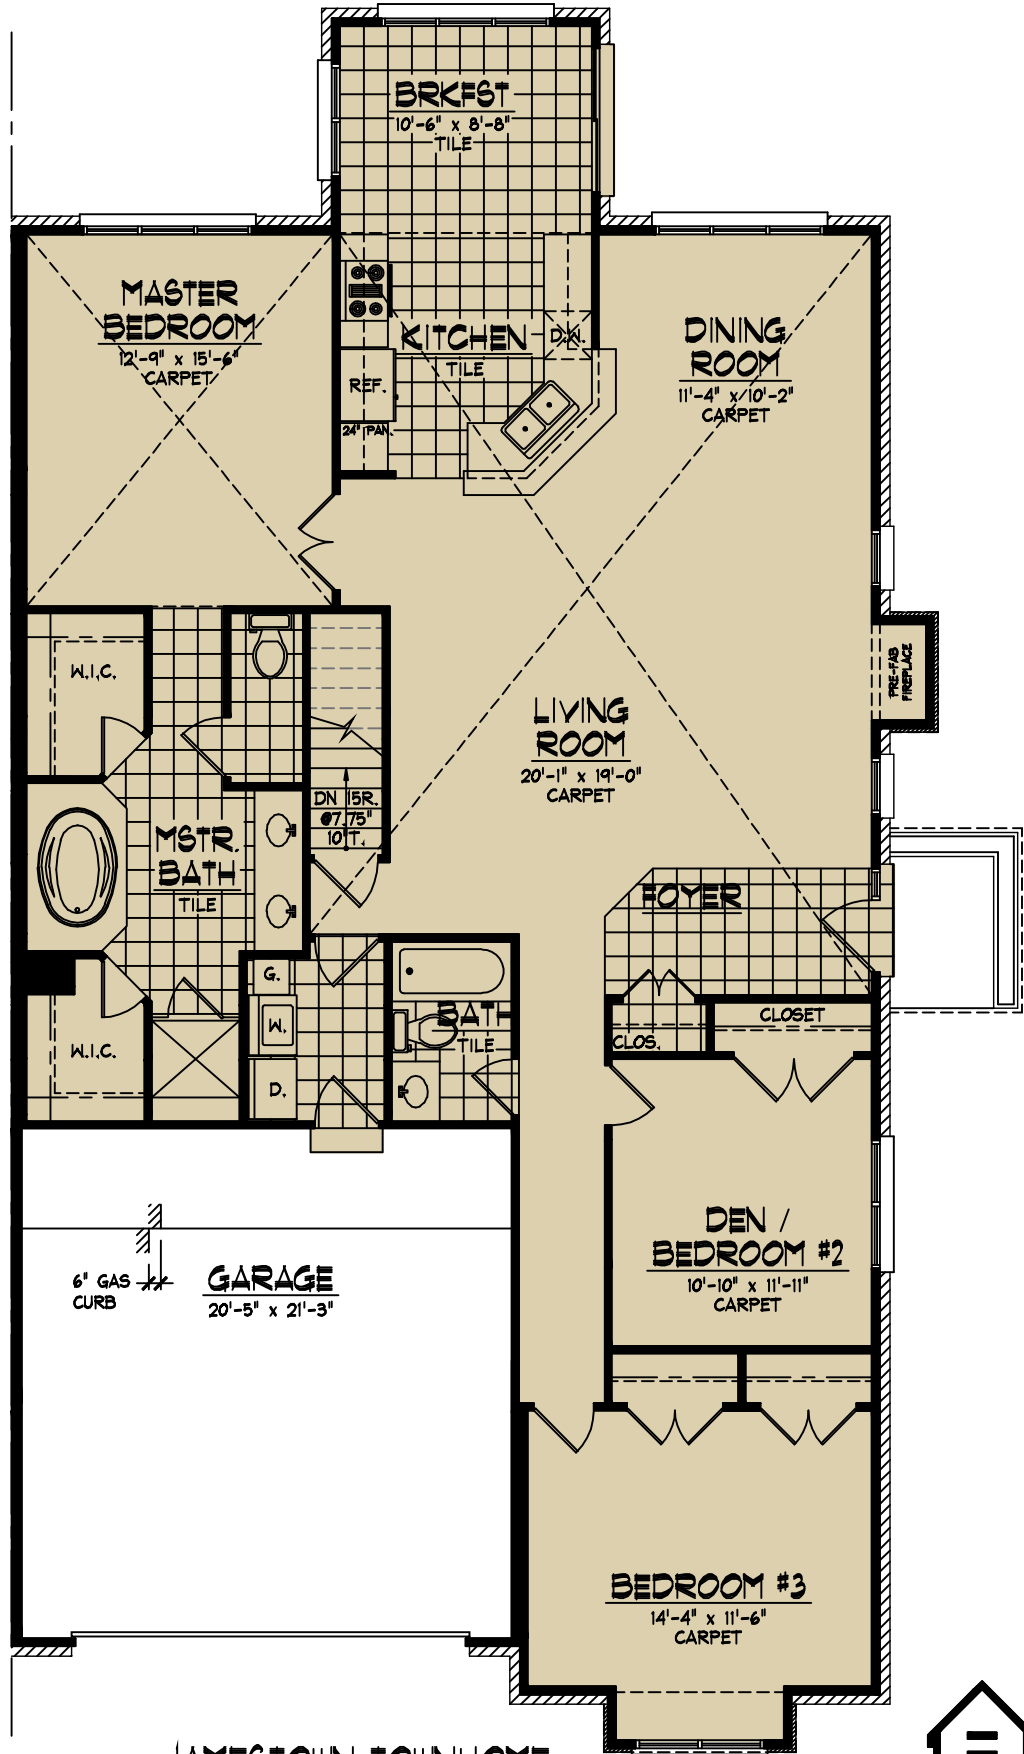 BRKFST
10'-6" x 8'-8"
TILE
MASTER
BEDROOM
12'-9" x 15'-6"
CARPET
KITCHEN
TILE
D.W.
REF.
24" PAN.
DINING
ROOM
11'-4" x 10'-2"
CARPET
W.I.C.
PRE-FAB
FIREPLACE
LIVING
ROOM
20'-1" x 19'-0"
CARPET
DN 15R.
@7.75"
10"T.
MSTR.
BATH
TILE
FOYER
G.
W.
D.
BATH
TILE
CLOSET
CLOS.
W.I.C.
DEN /
BEDROOM #2
10'-10" x 11'-11"
CARPET
6" GAS
CURB
GARAGE
20'-5" x 21'-3"
BEDROOM #3
14'-4" x 11'-6"
CARPET
JAMESTOWN TOWNHOME